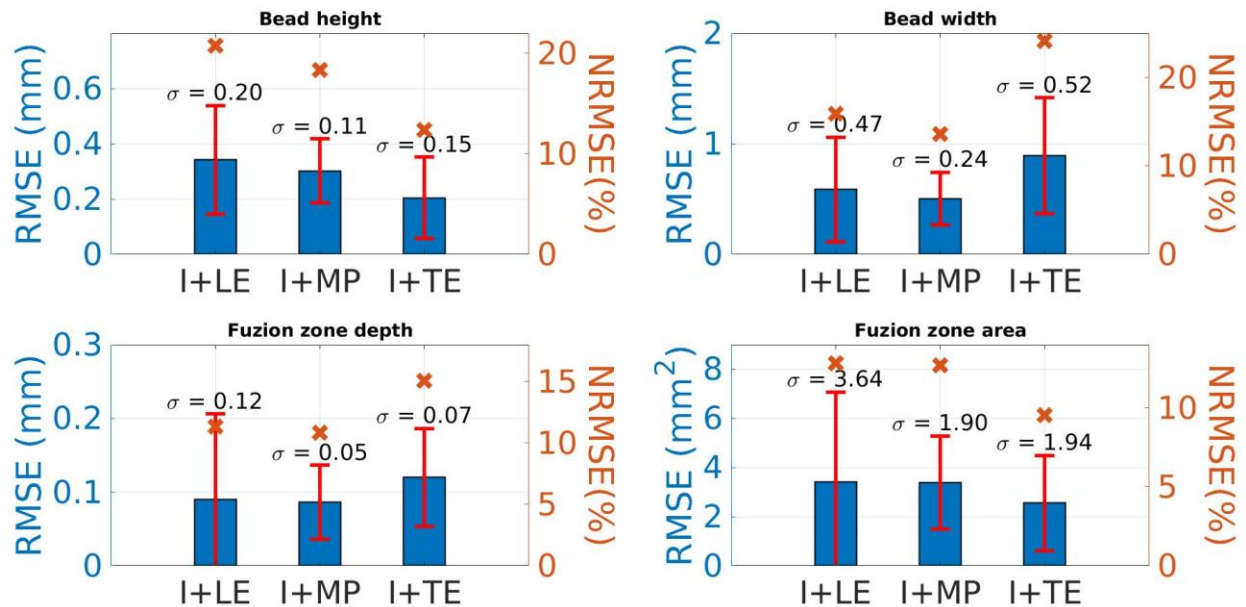 Bead height
RMSE (mm)
0
0.2
0.4
0.6
σ = 0.20
σ = 0.11
σ = 0.15
I+LE
I+MP
I+TE
0
10
20
NRMSE(%)
Bead width
RMSE (mm)
0
1
2
σ = 0.47
σ = 0.24
σ = 0.52
I+LE
I+MP
I+TE
0
10
20
NRMSE(%)
Fuzion zone depth
RMSE (mm)
0
0.1
0.2
0.3
σ = 0.12
σ = 0.05
σ = 0.07
I+LE
I+MP
I+TE
0
5
10
15
NRMSE(%)
Fuzion zone area
RMSE (mm²)
0
2
4
6
8
σ = 3.64
σ = 1.90
σ = 1.94
I+LE
I+MP
I+TE
0
5
10
NRMSE(%)